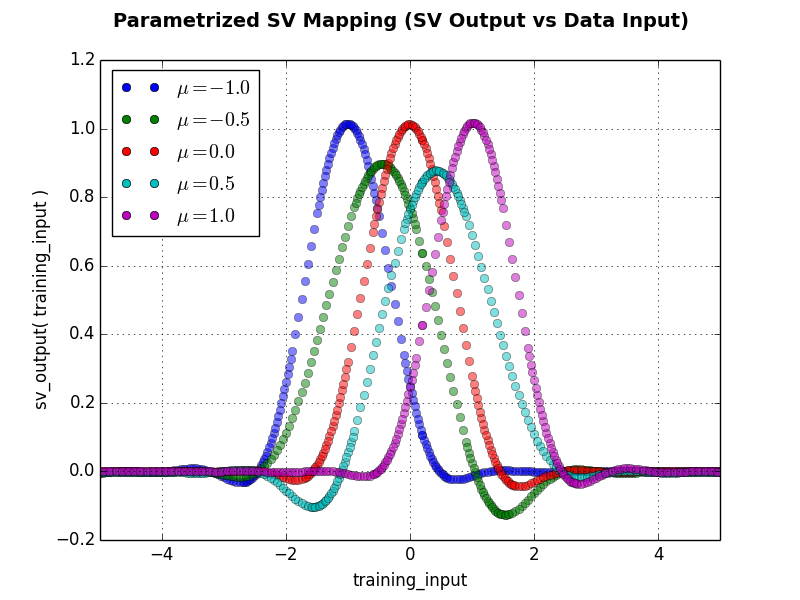 Parametrized SV Mapping (SV Output vs Data Input)
μ=−1.0
μ=−0.5
μ=0.0
μ=0.5
μ=1.0
sv_output( training_input )
1.2
1.0
0.8
0.6
0.4
0.2
0.0
−0.2
−4
−2
0
2
4
training_input